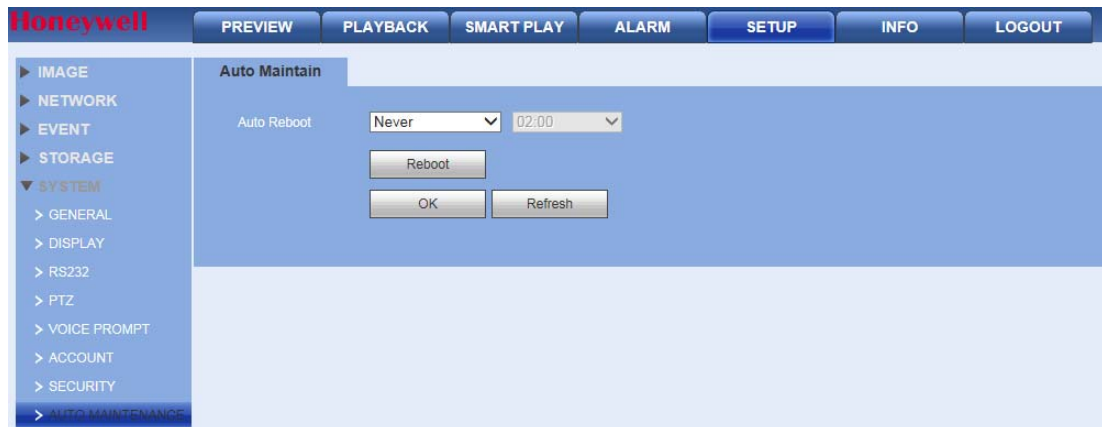 Honeywell
PREVIEW PLAYBACK SMART PLAY ALARM SETUP INFO LOGOUT
IMAGE
NETWORK
EVENT
STORAGE
SYSTEM
GENERAL
DISPLAY
RS232
PTZ
VOICE PROMPT
ACCOUNT
SECURITY
AUTO MAINTENANCE
Auto Maintain
Auto Reboot Never 02:00
Reboot
OK Refresh